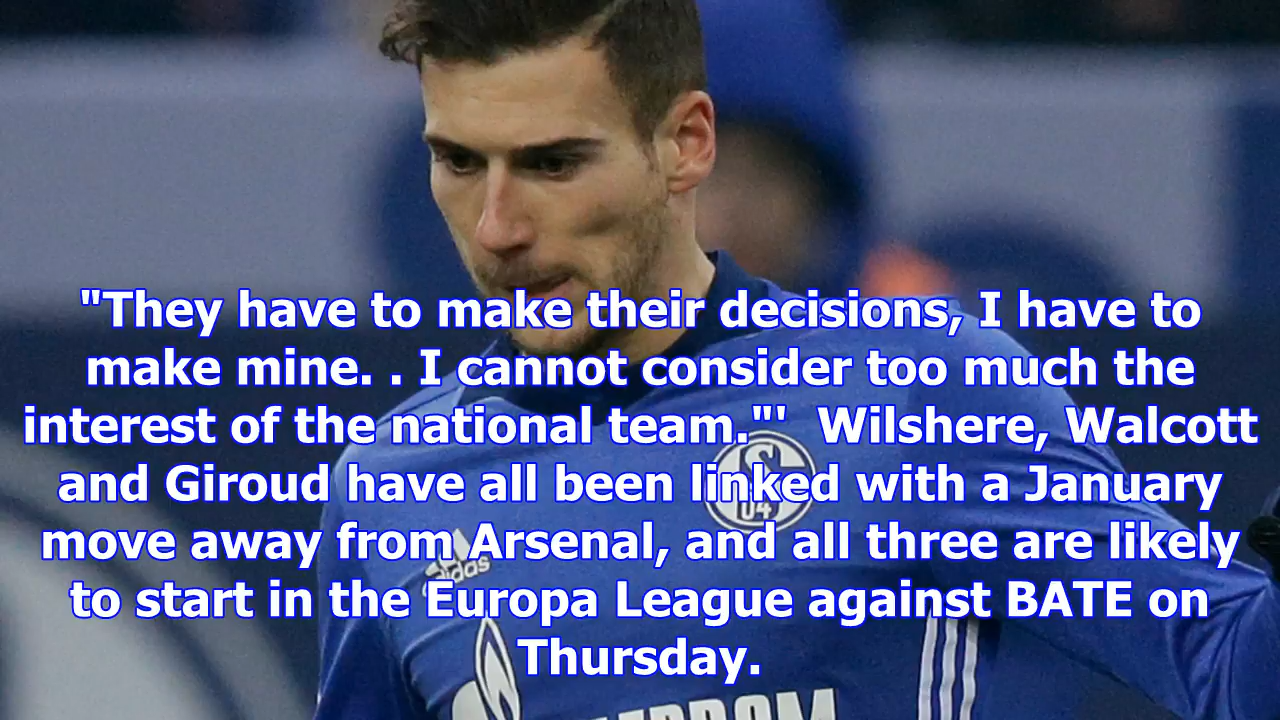 "They have to make their decisions, I have to
make mine. . I cannot consider too much the
interest of the national team."'  Wilshere, Walcott
and Giroud have all been linked with a January
move away from Arsenal, and all three are likely
to start in the Europa League against BATE on
Thursday.
S
04
adidas